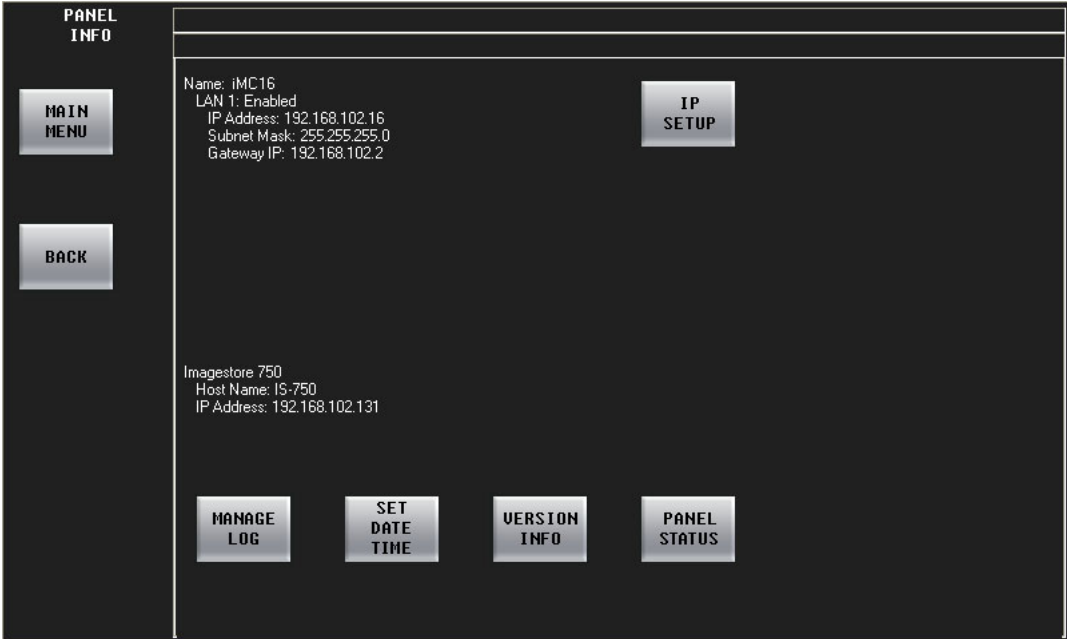 PANEL
INFO
MAIN
MENU
BACK
Name: iMC16
LAN 1: Enabled
IP Address: 192.168.102.16
Subnet Mask: 255.255.255.0
Gateway IP: 192.168.102.2
IP
SETUP
Imagestore 750
Host Name: IS-750
IP Address: 192.168.102.131
MANAGE
LOG
SET
DATE
TIME
VERSION
INFO
PANEL
STATUS